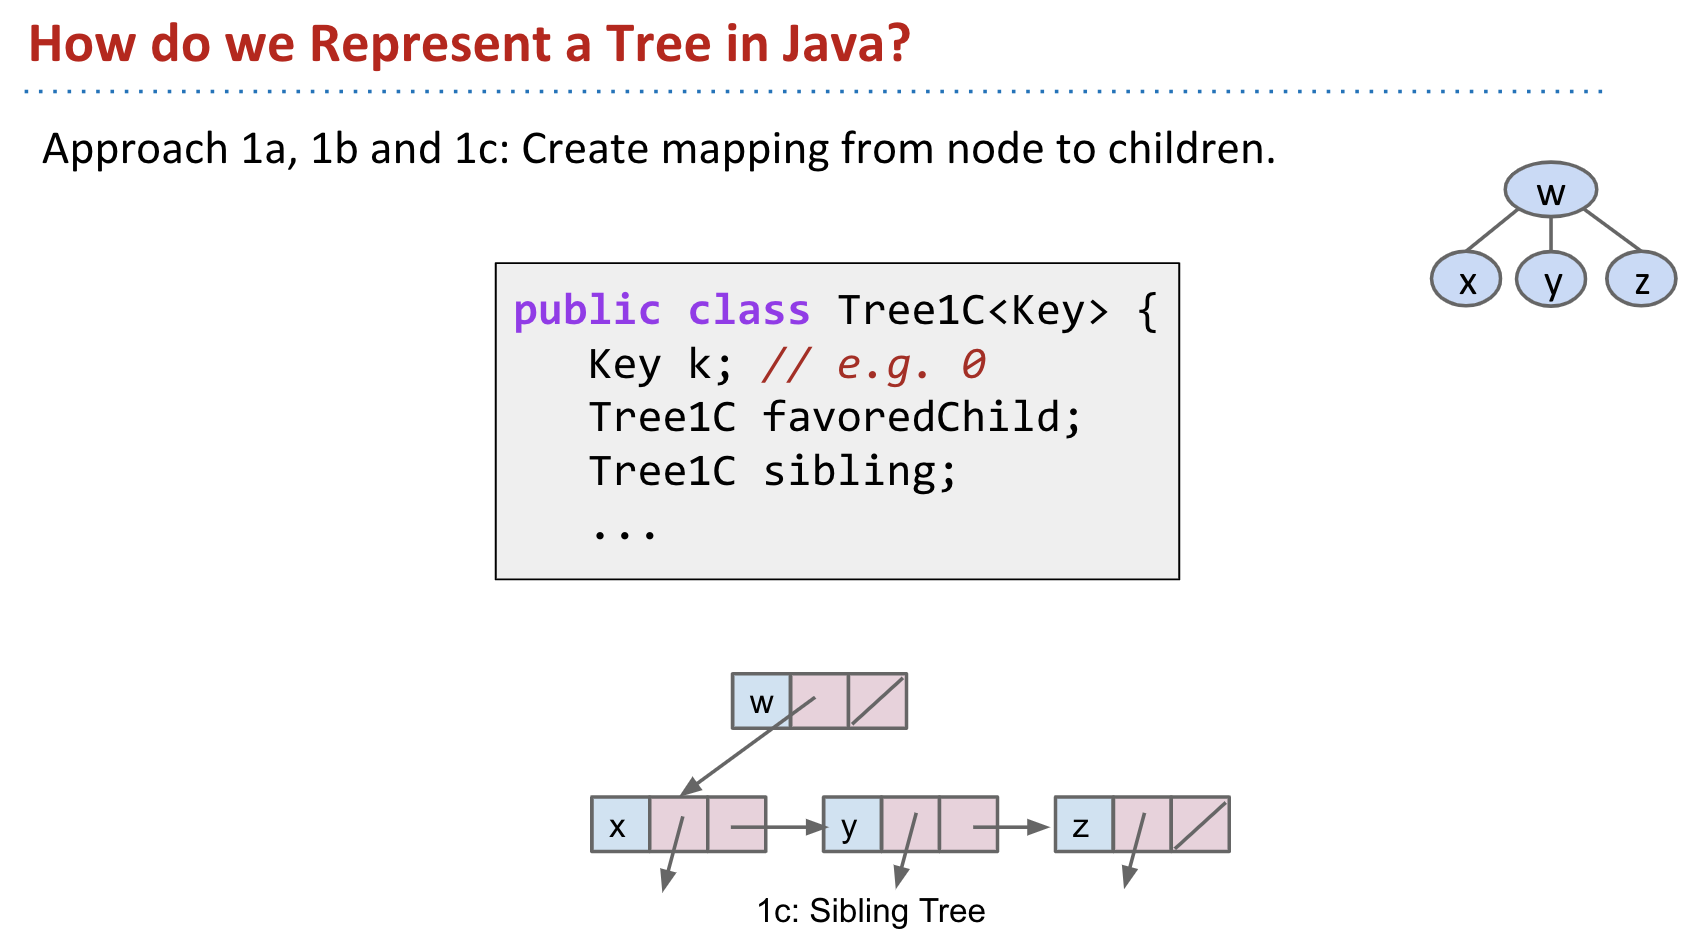 How do we Represent a Tree in Java?
Approach 1a, 1b and 1c: Create mapping from node to children.
w
x y z
public class Tree1C<Key> {
Key k; // e.g. 0
Tree1C favoredChild;
Tree1C sibling;
...
w
x y z
1c: Sibling Tree